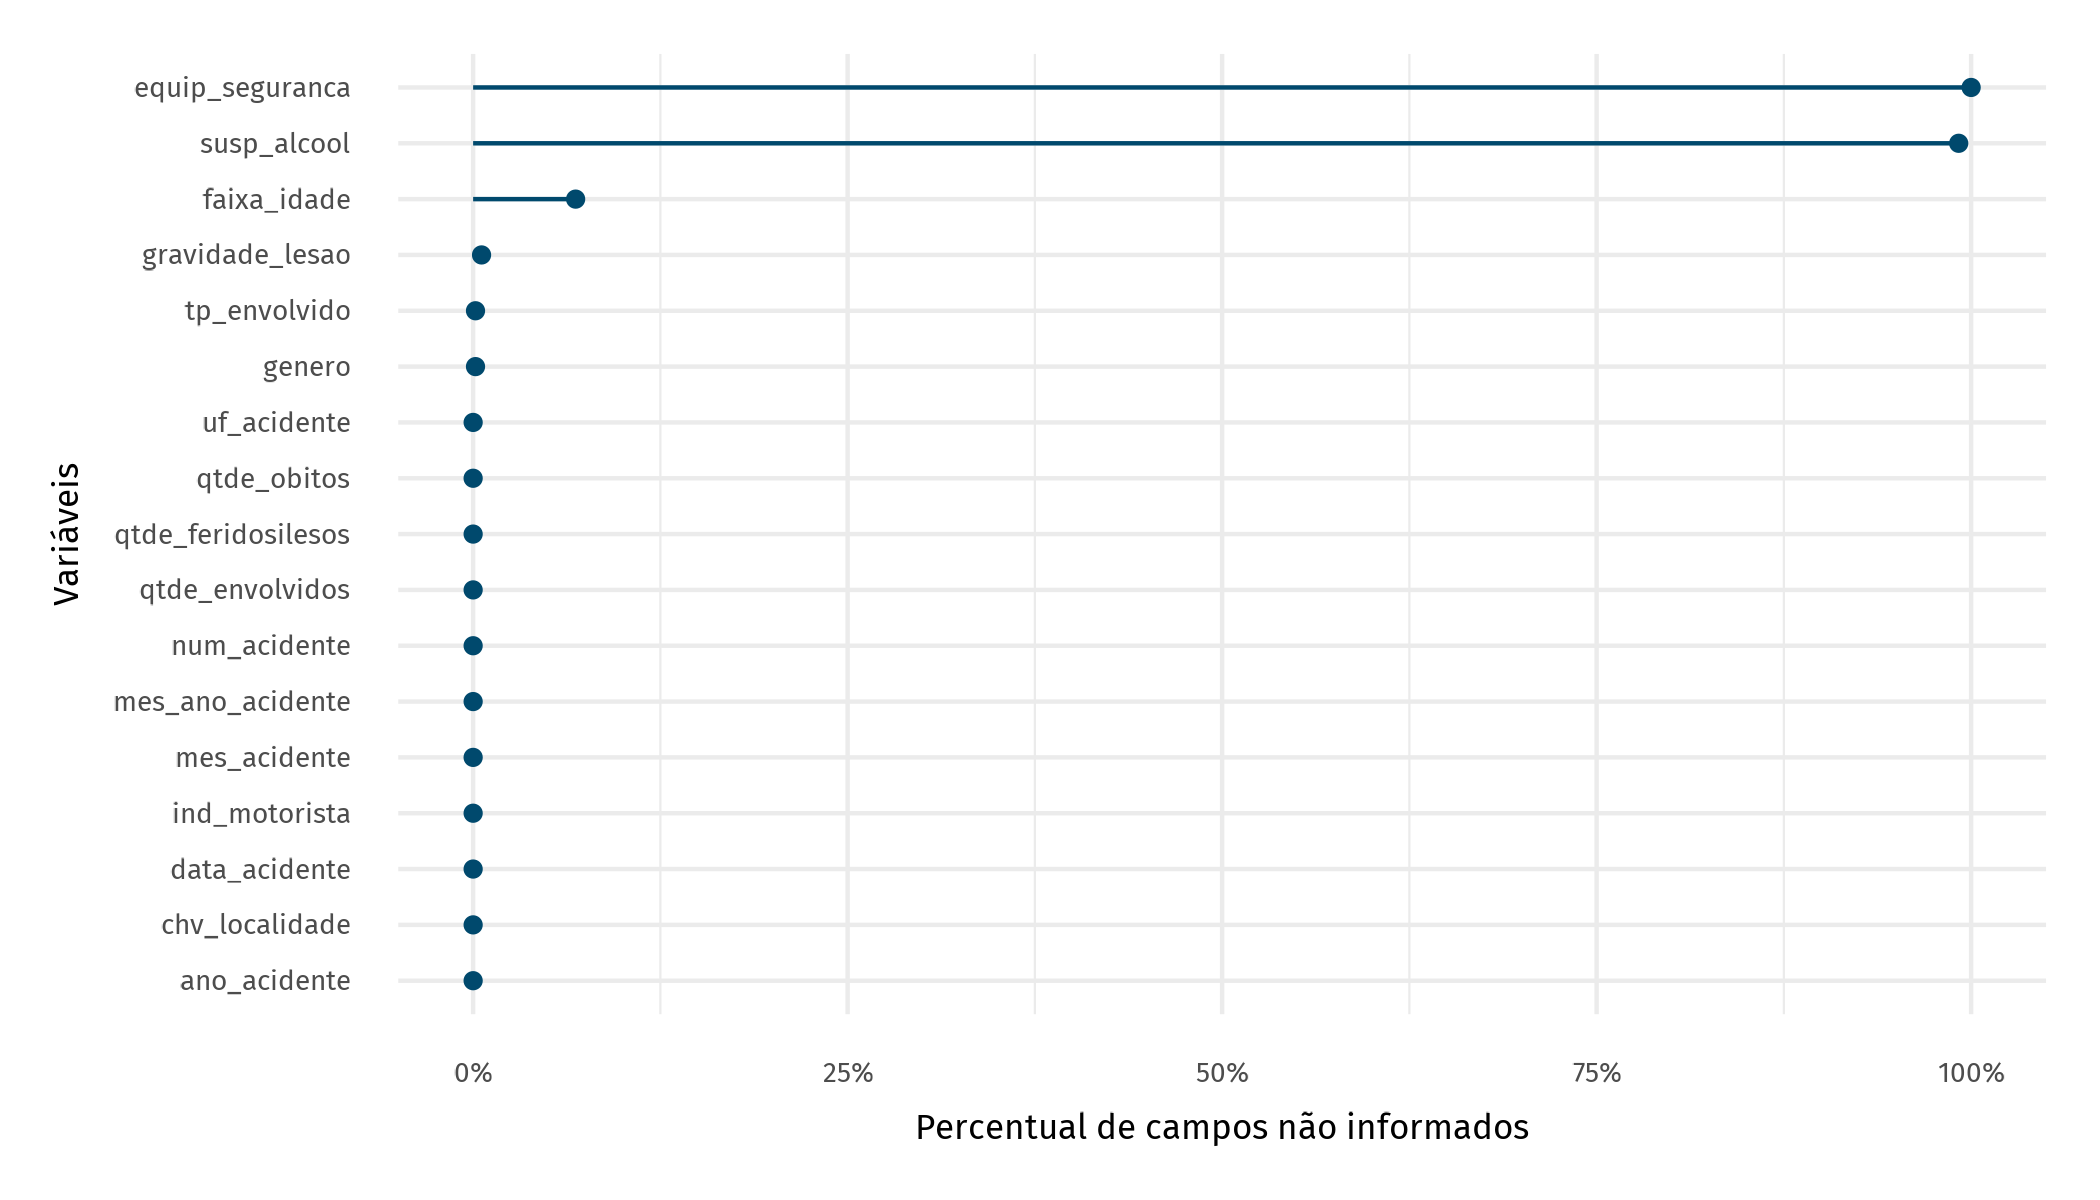 equip_seguranca
susp_alcool
faixa_idade
gravidade_lesao
tp_envolvido
genero
uf_acidente
qtde_obitos
qtde_feridosilesos
qtde_envolvidos
num_acidente
mes_ano_acidente
mes_acidente
ind_motorista
data_acidente
chv_localidade
ano_acidente
Variáveis
0% 25% 50% 75% 100%
Percentual de campos não informados